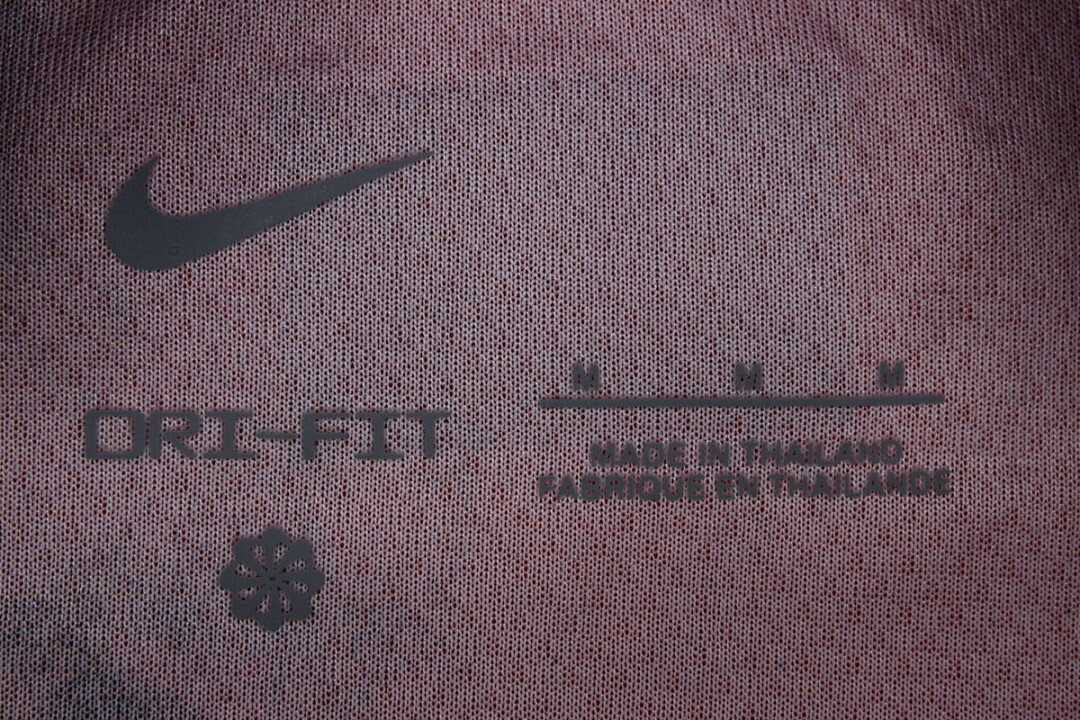 DRI-FIT
M M M
MADE IN THAILAND
FABRIQUE EN THAILANDE